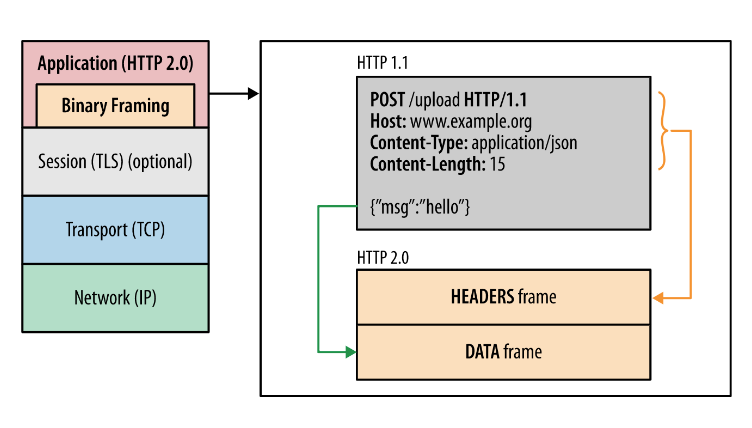 Application (HTTP 2.0)
Binary Framing
Session (TLS) (optional)
Transport (TCP)
Network (IP)
HTTP 1.1
POST /upload HTTP/1.1
Host: www.example.org
Content-Type: application/json
Content-Length: 15
{”msg”:”hello”}
HTTP 2.0
HEADERS frame
DATA frame